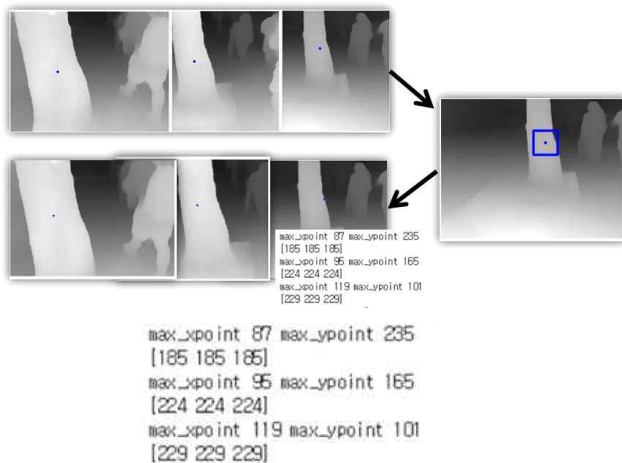 max_xpoint 87 max_ypoint 235
[185 185 185]
max_xpoint 95 max_ypoint 165
[224 224 224]
max_xpoint 119 max_ypoint 101
[229 229 229]
max_xpoint 87 max_ypoint 235
[185 185 185]
max_xpoint 95 max_ypoint 165
[224 224 224]
max_xpoint 119 max_ypoint 101
[229 229 229]